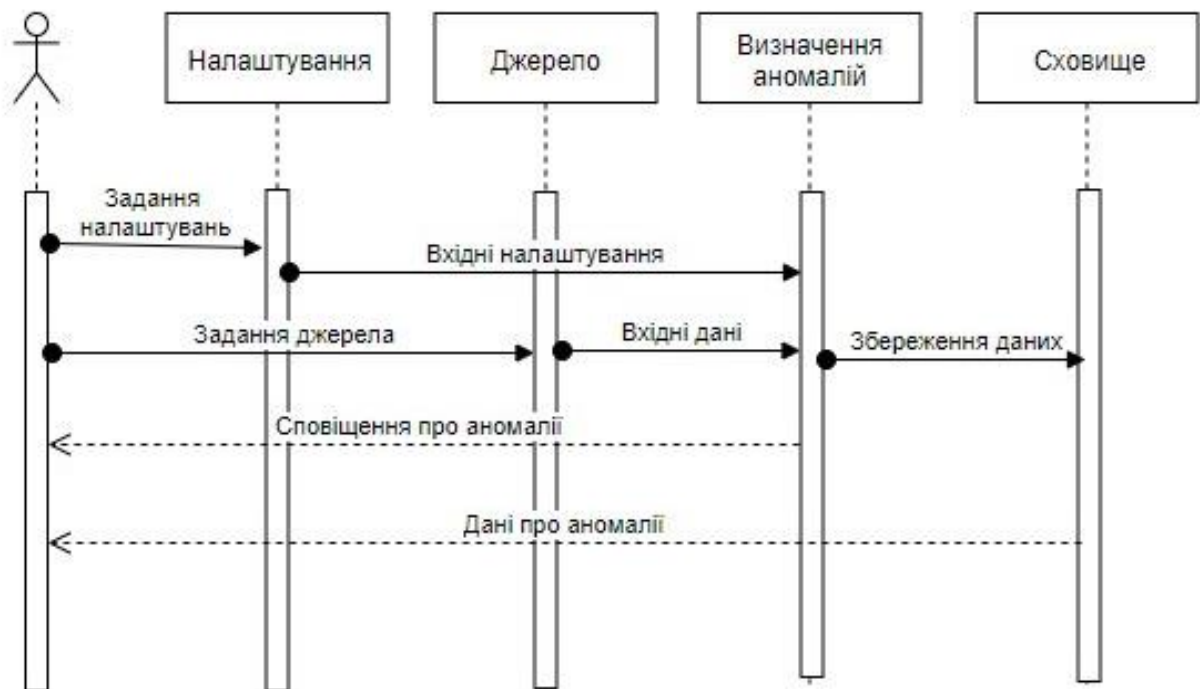 Налаштування
Джерело
Визначення
аномалій
Сховище
Задання
налаштувань
Вхідні налаштування
Задання джерела
Вхідні дані
Збереження даних
Сповіщення про аномалії
Дані про аномалії